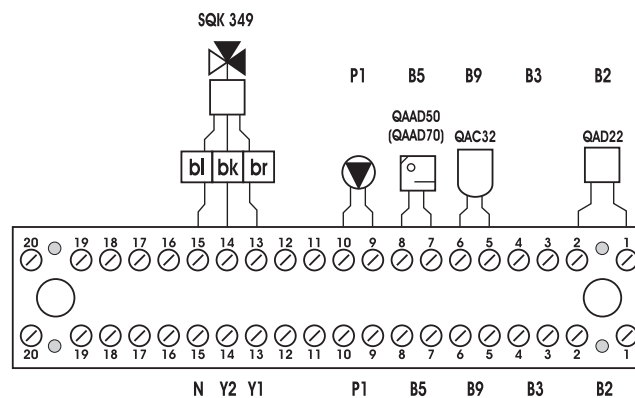 SQK 349
P1 B5 B9 B3 B2
QAAD50
(QAAD70)
QAC32
QAD22
bl bk br
20 19 18 17 16 15 14 13 12 11 10 9 8 7 6 5 4 3 2 1
20 19 18 17 16 15 14 13 12 11 10 9 8 7 6 5 4 3 2 1
N Y2 Y1 P1 B5 B9 B3 B2